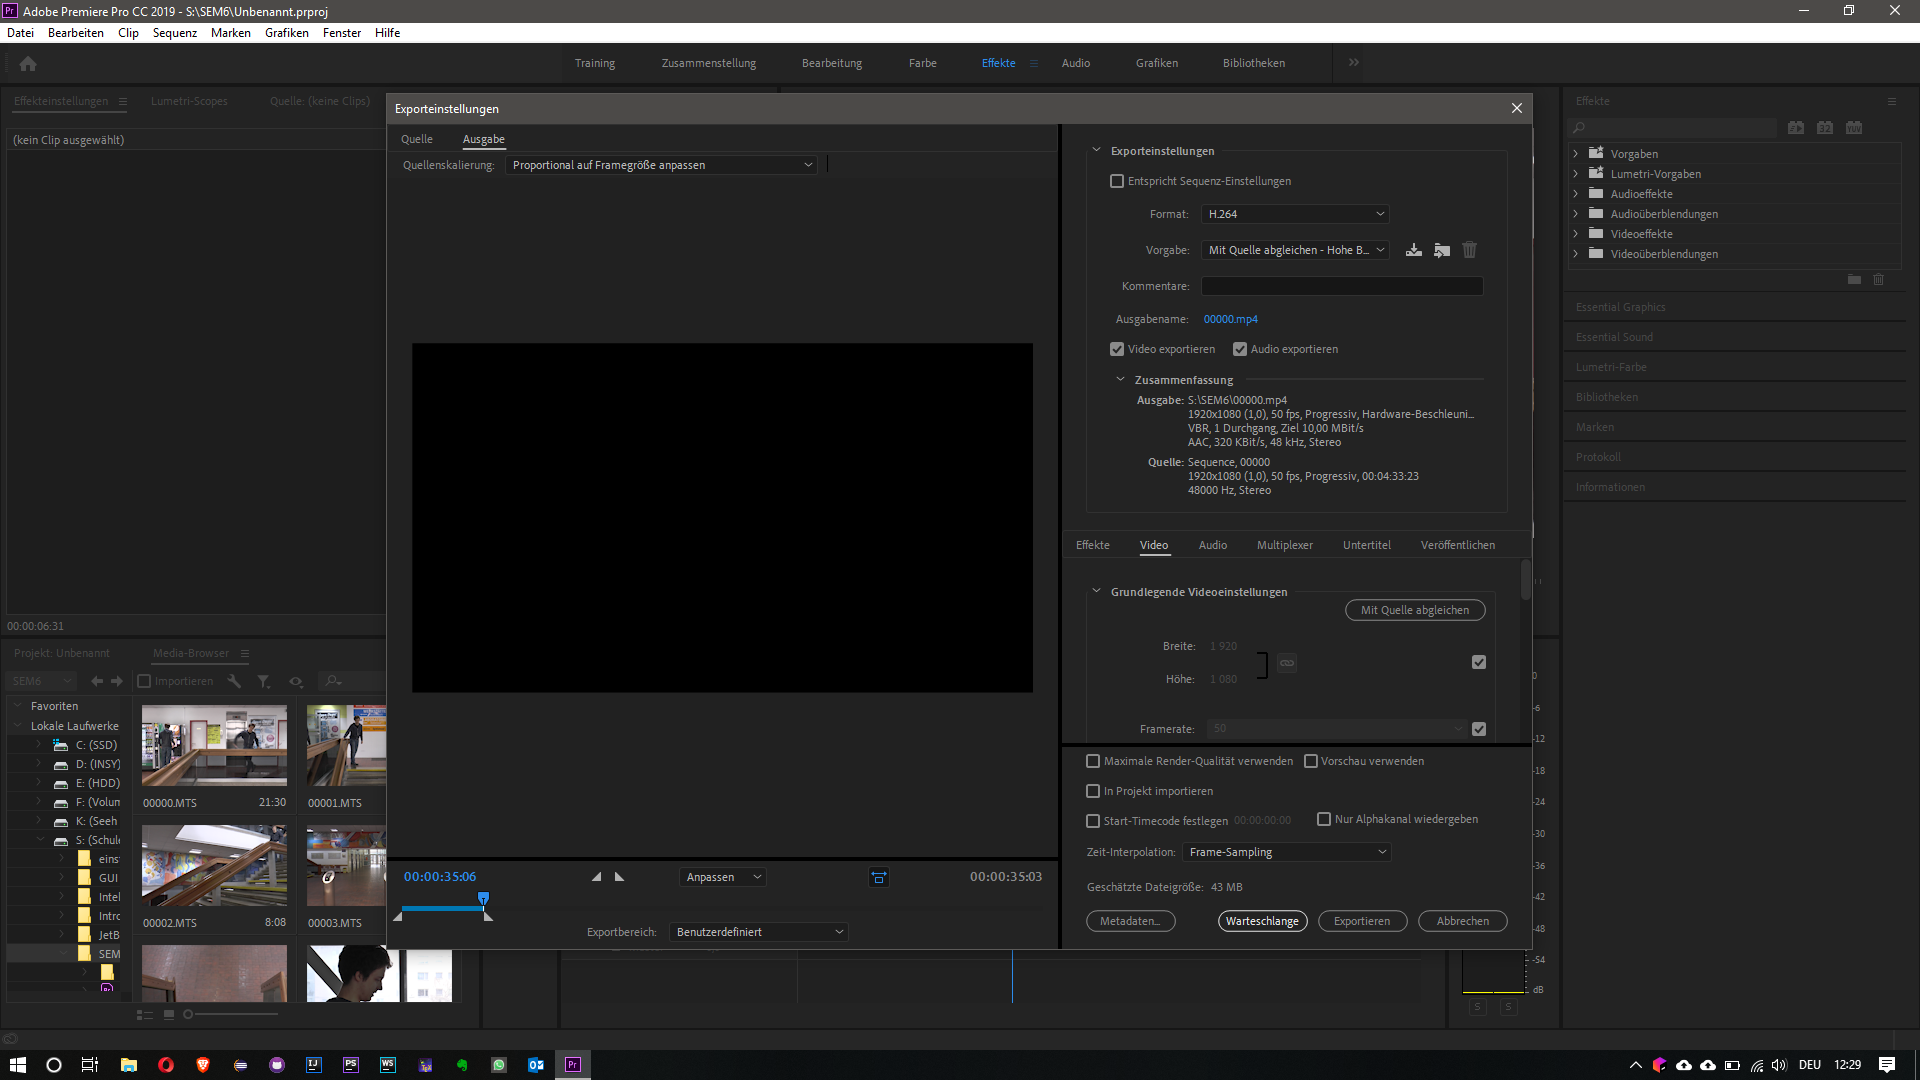 Adobe Premiere Pro CC 2019 - S:\SEM6\Unbenannt.prproj
Datei Bearbeiten Clip Sequenz Marken Grafiken Fenster Hilfe
Training Zusammenstellung Bearbeitung Farbe Effekte Audio Grafiken Bibliotheken
Effekteinstellungen Lumetri-Scopes Quelle: (keine Clips)
(kein Clip ausgewählt)
00:00:06:31
Exporteinstellungen
Quelle Ausgabe
Quellenskalierung: Proportional auf Framegröße anpassen
00:00:35:06 Anpassen 00:00:35:03
Exportbereich: Benutzerdefiniert
Exporteinstellungen
Entspricht Sequenz-Einstellungen
Format: H.264
Vorgabe: Mit Quelle abgleichen - Hohe B...
Kommentare:
Ausgabename: 00000.mp4
Video exportieren Audio exportieren
Zusammenfassung
Ausgabe: S:\SEM6\00000.mp4
1920x1080 (1,0), 50 fps, Progressiv, Hardware-Beschleuni...
VBR, 1 Durchgang, Ziel 10,00 MBit/s
AAC, 320 KBit/s, 48 kHz, Stereo
Quelle: Sequence, 00000
1920x1080 (1,0), 50 fps, Progressiv, 00:04:33:23
48000 Hz, Stereo
Effekte Video Audio Multiplexer Untertitel Veröffentlichen
Grundlegende Videoeinstellungen
Mit Quelle abgleichen
Breite: 1 920
Höhe: 1 080
Framerate: 50
Maximale Render-Qualität verwenden Vorschau verwenden
In Projekt importieren
Start-Timecode festlegen 00:00:00:00 Nur Alphakanal wiedergeben
Zeit-Interpolation: Frame-Sampling
Geschätzte Dateigröße: 43 MB
Metadaten... Warteschlange Exportieren Abbrechen
Effekte
Vorgaben
Lumetri-Vorgaben
Audioeffekte
Audioüberblendungen
Videoeffekte
Videoüberblendungen
Essential Graphics
Essential Sound
Lumetri-Farbe
Bibliotheken
Marken
Protokoll
Informationen
Projekt: Unbenannt Media-Browser
SEM6 Importieren
Favoriten
Lokale Laufwerke
C: (SSD)
D: (INSY)
E: (HDD)
F: (Volum
K: (Seeh
S: (Schule
einst
GUI
Intel
Intro
JetB
SEM
00000.MTS 21:30
00001.MTS
00002.MTS 8:08
00003.MTS
0
-6
-12
-18
-24
-30
-36
-42
-48
-54
dB
S S
DEU 12:29